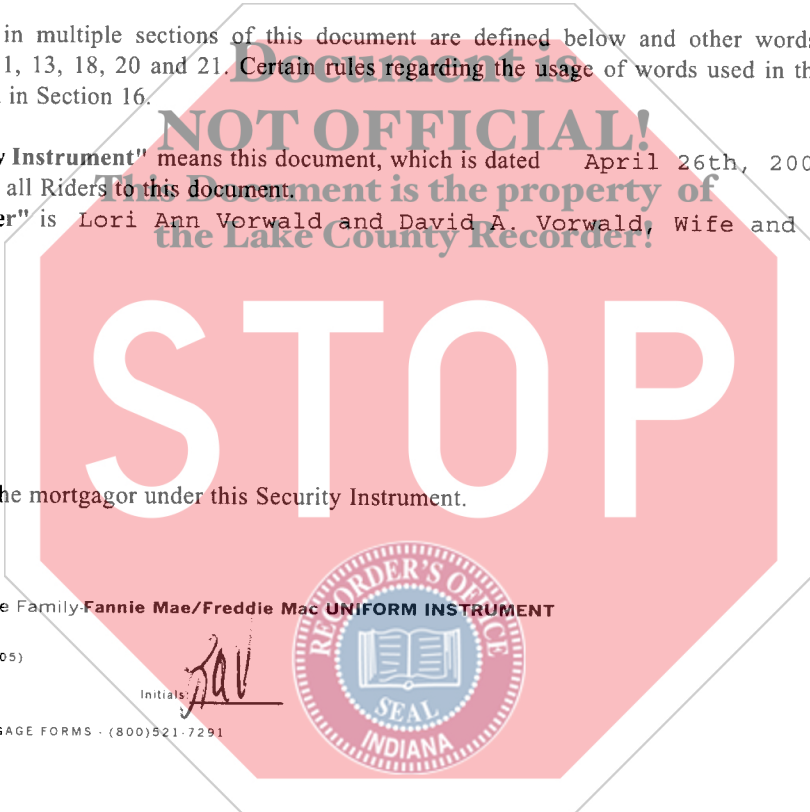 in multiple sections of this document are defined below and other words
1, 13, 18, 20 and 21. Certain rules regarding the usage of words used in th
in Section 16.
Document is
NOT OFFICIAL!
This Document is the property of
the Lake County Recorder!
y Instrument" means this document, which is dated April 26th, 200
all Riders to this document.
er" is Lori Ann Vorwald and David A. Vorwald, Wife and
STOP
he mortgagor under this Security Instrument.
e Family-Fannie Mae/Freddie Mac UNIFORM INSTRUMENT
05)
Initials:
GAGE FORMS - (800)521-7291
RECORDER'S OFFICE
SEAL
INDIANA